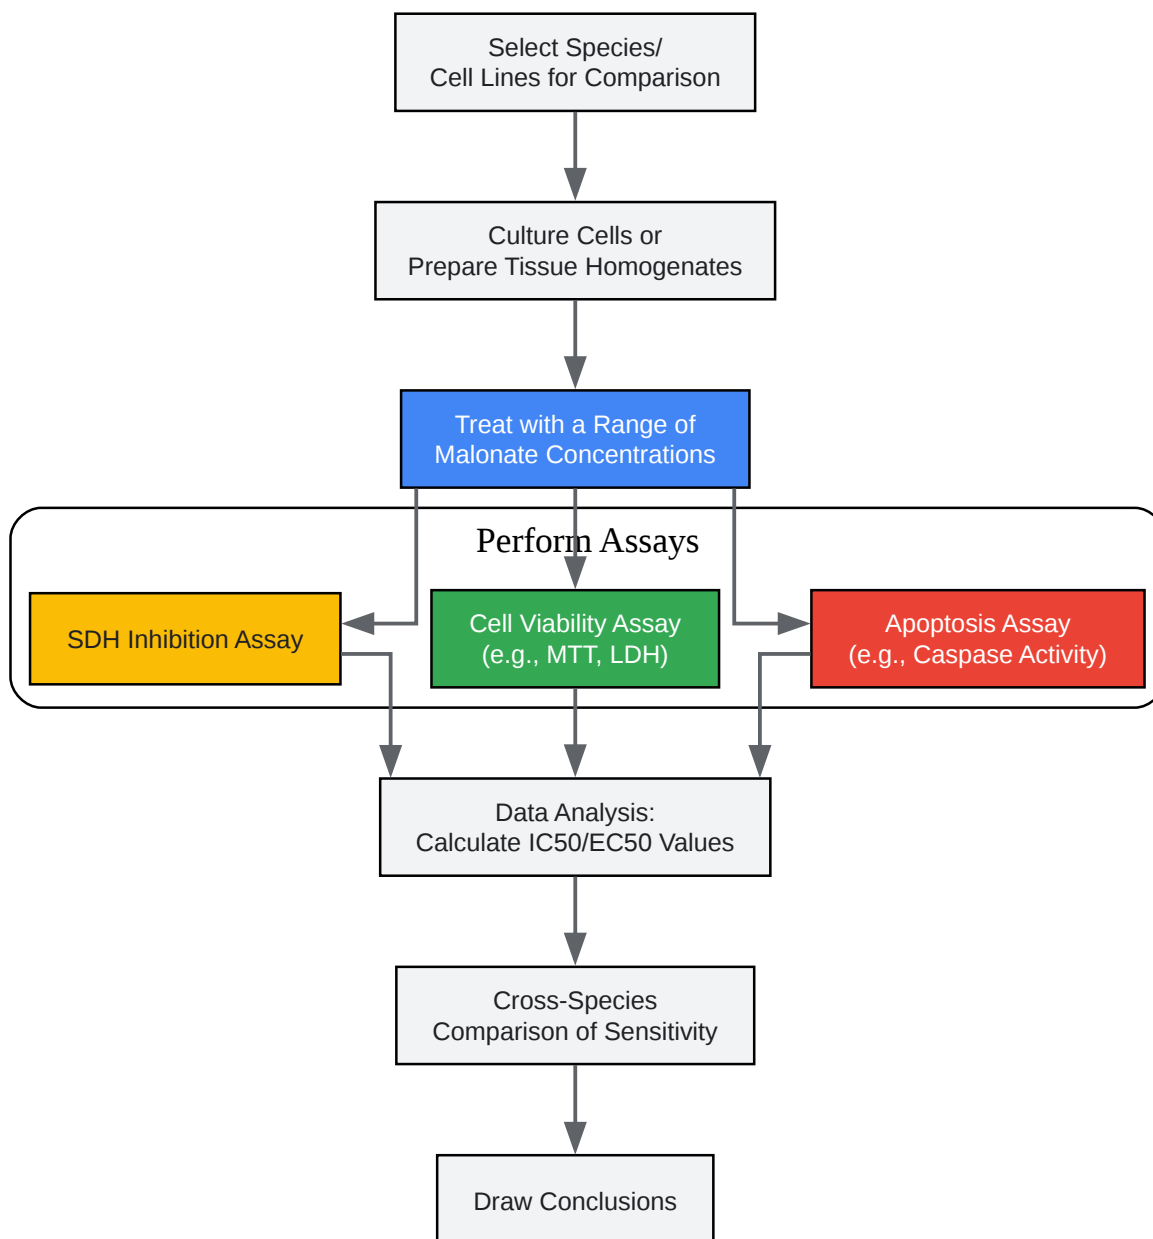 Select Species/
Cell Lines for Comparison
Culture Cells or
Prepare Tissue Homogenates
Treat with a Range of
Malonate Concentrations
Perform Assays
SDH Inhibition Assay
Cell Viability Assay
(e.g., MTT, LDH)
Apoptosis Assay
(e.g., Caspase Activity)
Data Analysis:
Calculate IC50/EC50 Values
Cross-Species
Comparison of Sensitivity
Draw Conclusions